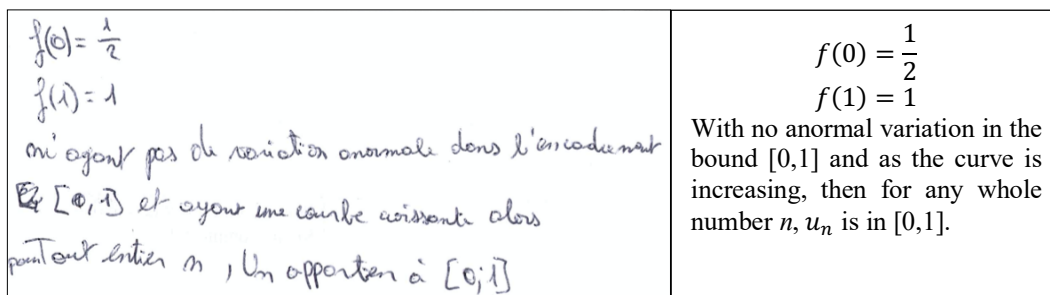 f(0) = 1/2
f(1) = 1
n'ayant pas de variation anormale dans l'encadrement
[0,1] et ayant une courbe croissante alors
pour tout entier n, Un appartien à [0;1]
f(0) = 1/2
f(1) = 1
With no anormal variation in the
bound [0,1] and as the curve is
increasing, then for any whole
number n, uₙ is in [0,1].